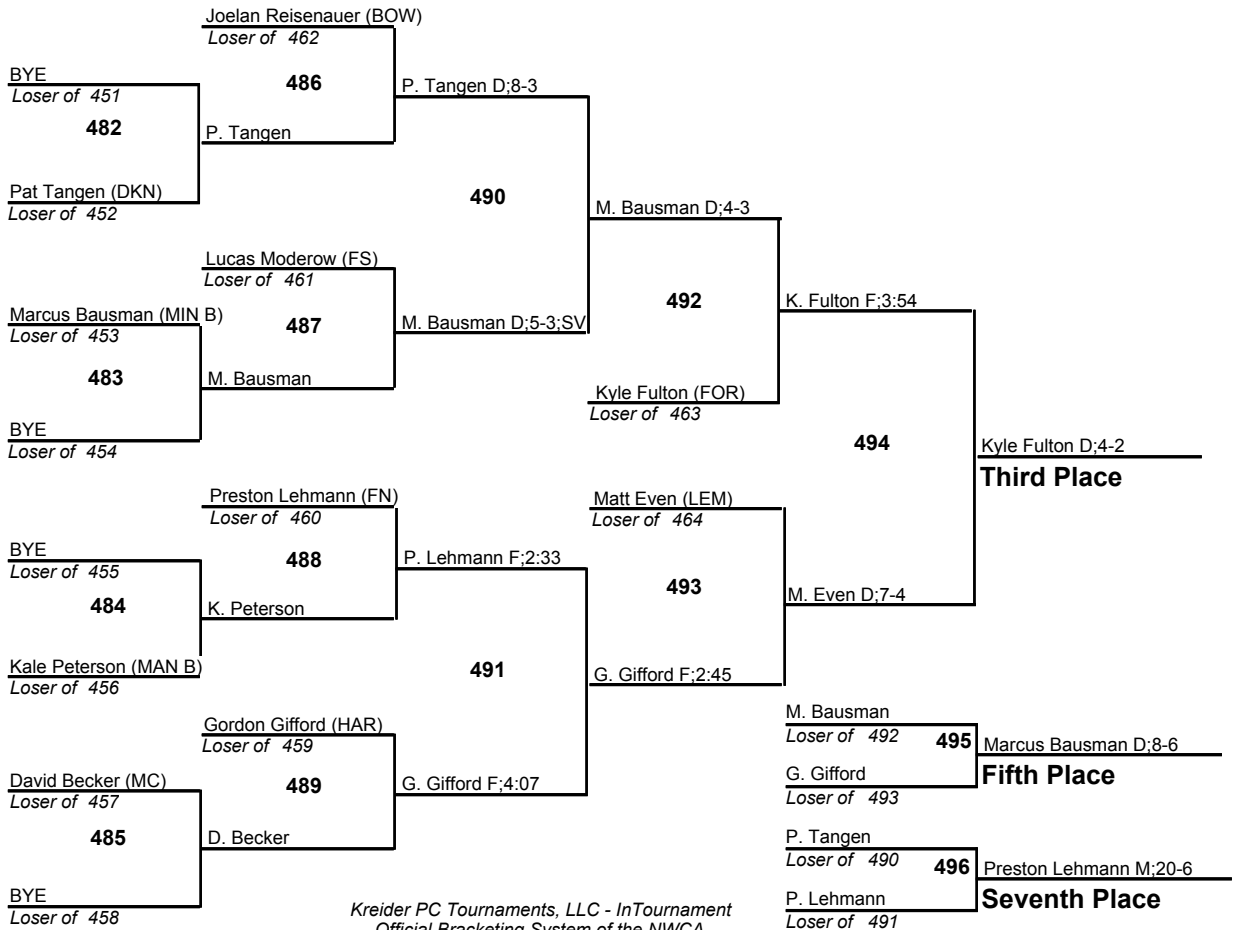 Joelan Reisenauer (BOW)
Loser of 462
BYE
Loser of 451
486
P. Tangen D;8-3
482
P. Tangen
Pat Tangen (DKN)
Loser of 452
490
M. Bausman D;4-3
Lucas Moderow (FS)
Loser of 461
Marcus Bausman (MIN B)
Loser of 453
487
M. Bausman D;5-3;SV
492
K. Fulton F;3:54
483
M. Bausman
Kyle Fulton (FOR)
Loser of 463
BYE
Loser of 454
494
Kyle Fulton D;4-2
Third Place
Preston Lehmann (FN)
Loser of 460
Matt Even (LEM)
Loser of 464
BYE
Loser of 455
488
P. Lehmann F;2:33
493
484
K. Peterson
M. Even D;7-4
Kale Peterson (MAN B)
Loser of 456
491
G. Gifford F;2:45
Gordon Gifford (HAR)
Loser of 459
M. Bausman
Loser of 492
495
Marcus Bausman D;8-6
Fifth Place
G. Gifford
Loser of 493
David Becker (MC)
Loser of 457
489
G. Gifford F;4:07
485
D. Becker
P. Tangen
Loser of 490
496
Preston Lehmann M;20-6
Seventh Place
P. Lehmann
Loser of 491
BYE
Loser of 458
Kreider PC Tournaments, LLC - InTournament
Official Bracketing System of the NWCA